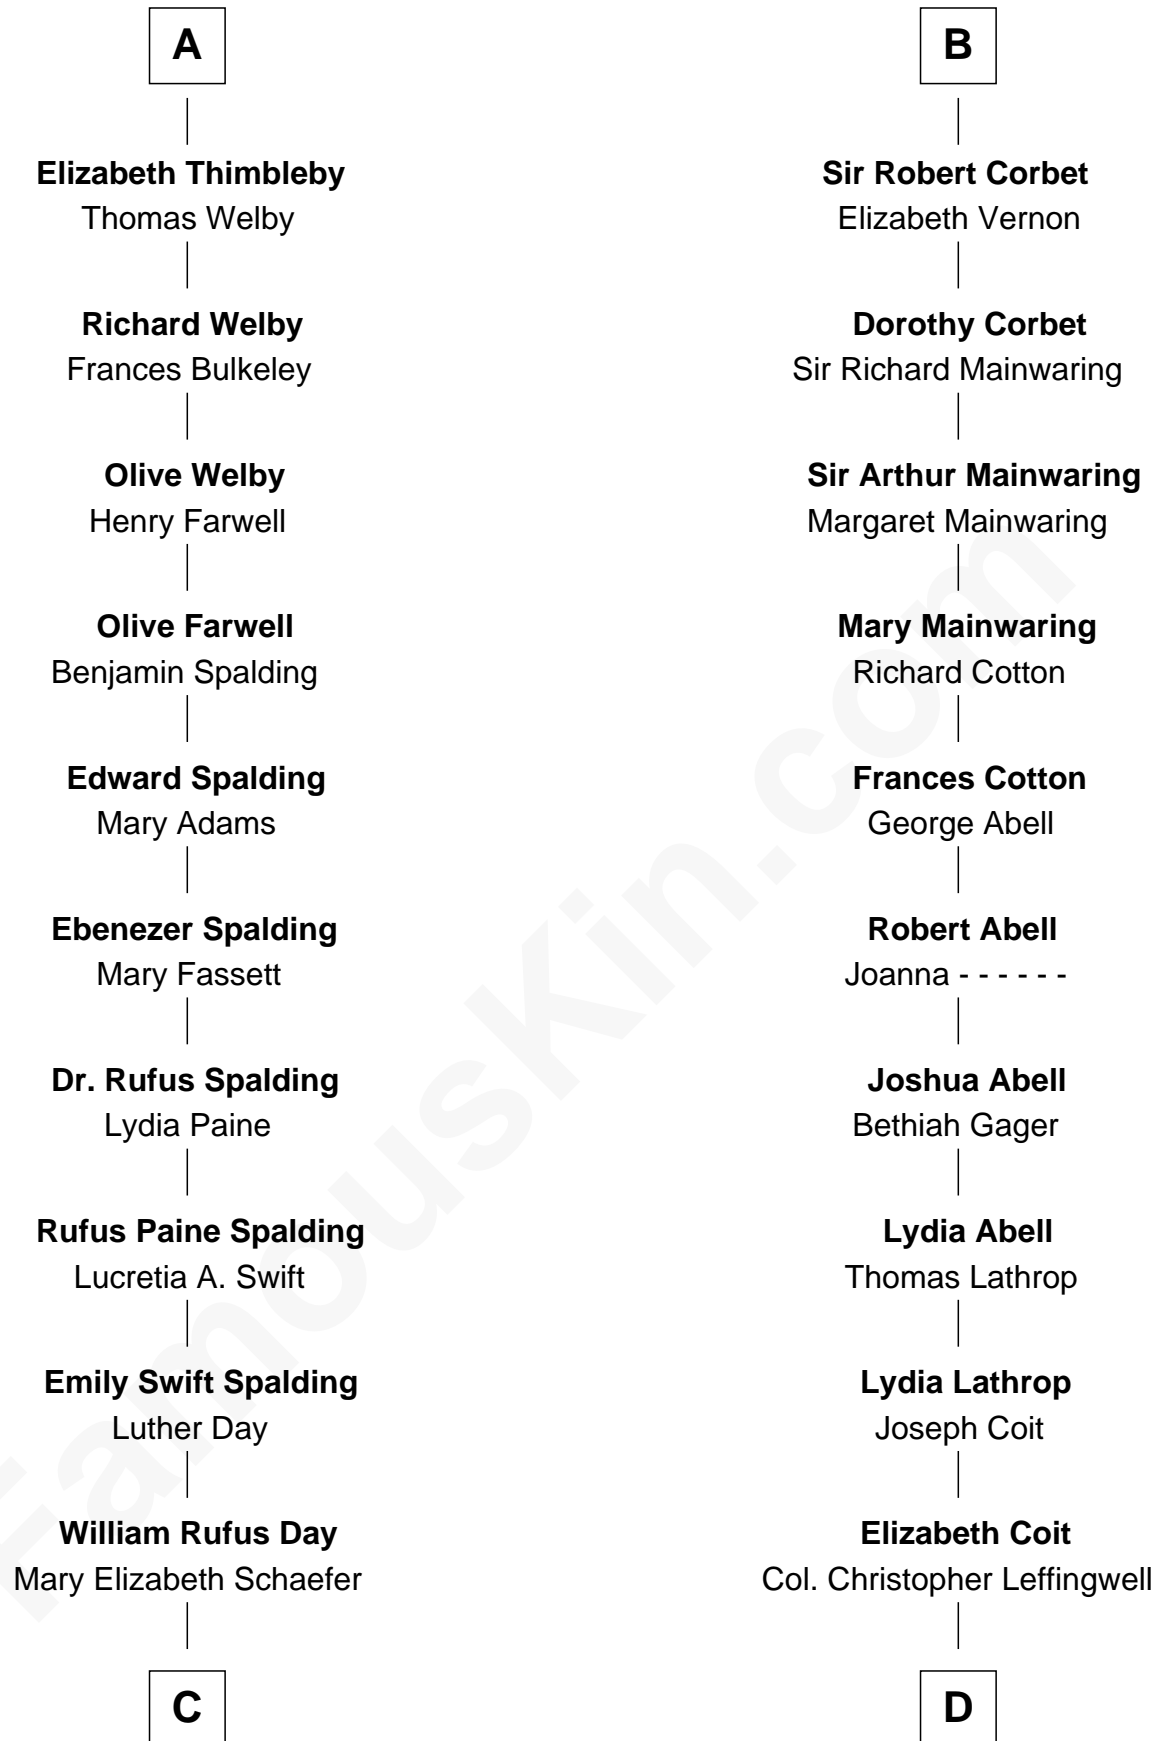 A
Elizabeth Thimbleby
Thomas Welby
Richard Welby
Frances Bulkeley
Olive Welby
Henry Farwell
Olive Farwell
Benjamin Spalding
Edward Spalding
Mary Adams
Ebenezer Spalding
Mary Fassett
Dr. Rufus Spalding
Lydia Paine
Rufus Paine Spalding
Lucretia A. Swift
Emily Swift Spalding
Luther Day
William Rufus Day
Mary Elizabeth Schaefer
C
B
Sir Robert Corbet
Elizabeth Vernon
Dorothy Corbet
Sir Richard Mainwaring
Sir Arthur Mainwaring
Margaret Mainwaring
Mary Mainwaring
Richard Cotton
Frances Cotton
George Abell
Robert Abell
Joanna - - - - - -
Joshua Abell
Bethiah Gager
Lydia Abell
Thomas Lathrop
Lydia Lathrop
Joseph Coit
Elizabeth Coit
Col. Christopher Leffingwell
D
FamousKin.com